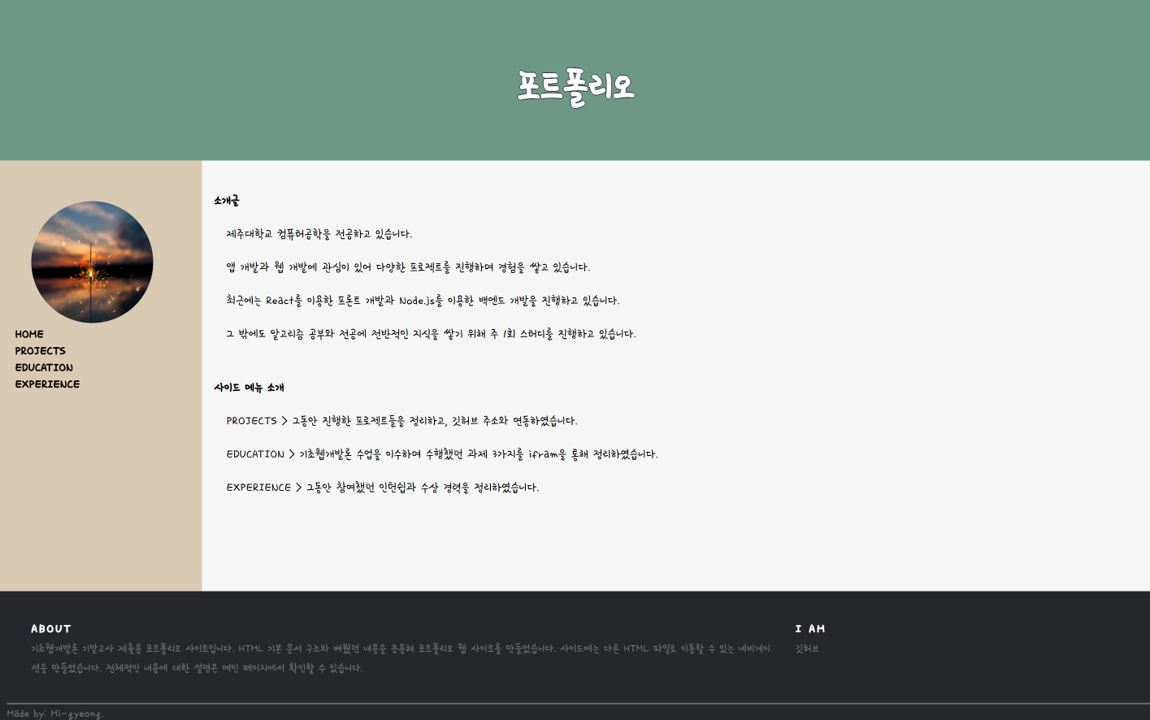 포트폴리오
HOME
PROJECTS
EDUCATION
EXPERIENCE
소개글
제주대학교 컴퓨터공학을 전공하고 있습니다.
앱 개발과 웹 개발에 관심이 있어 다양한 프로젝트를 진행하며 경험을 쌓고 있습니다.
최근에는 React를 이용한 프론트 개발과 Node.js를 이용한 백엔드 개발을 진행하고 있습니다.
그 밖에도 알고리즘 공부와 전공에 전반적인 지식을 쌓기 위해 주 1회 스터디를 진행하고 있습니다.
사이드 메뉴 소개
PROJECTS > 그동안 진행한 프로젝트들을 정리하고, 깃허브 주소와 연동하였습니다.
EDUCATION > 기초웹개발론 수업을 이수하며 수행했던 과제 3가지를 ifram을 통해 정리하였습니다.
EXPERIENCE > 그동안 참여했던 인턴쉽과 수상 경력을 정리하였습니다.
ABOUT
기초웹개발론 기말고사 제출용 포트폴리오 사이트입니다. HTML 기본 문서 구조와 배웠던 내용을 응용해 포트폴리오 웹 사이트를 만들었습니다. 사이드에는 다른 HTML 파일로 이동할 수 있는 네비게이
션을 만들었습니다. 전체적인 내용에 대한 설명은 메인 페이지에서 확인할 수 있습니다.
I AM
깃허브
Made by: Mi-gyeong.